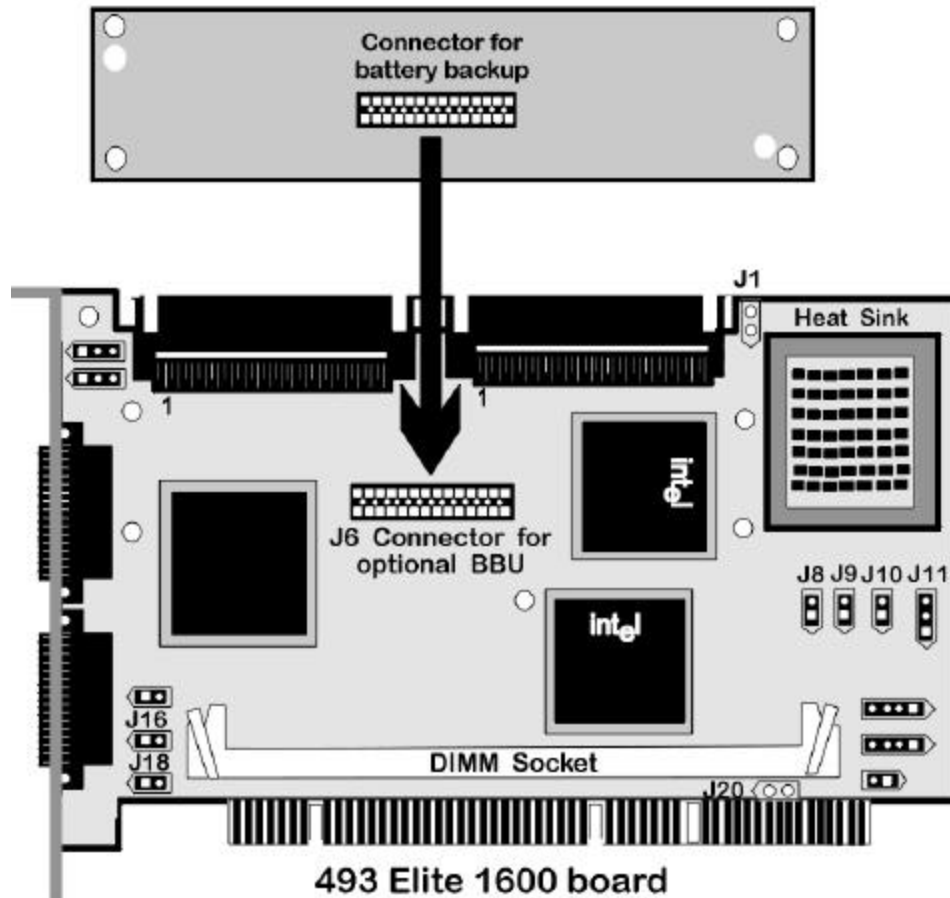 Connector for
battery backup
J1
Heat Sink
1
1
intel
J6 Connector for
optional BBU
J8 J9 J10 J11
intel
J16
J18
DIMM Socket
J20
493 Elite 1600 board